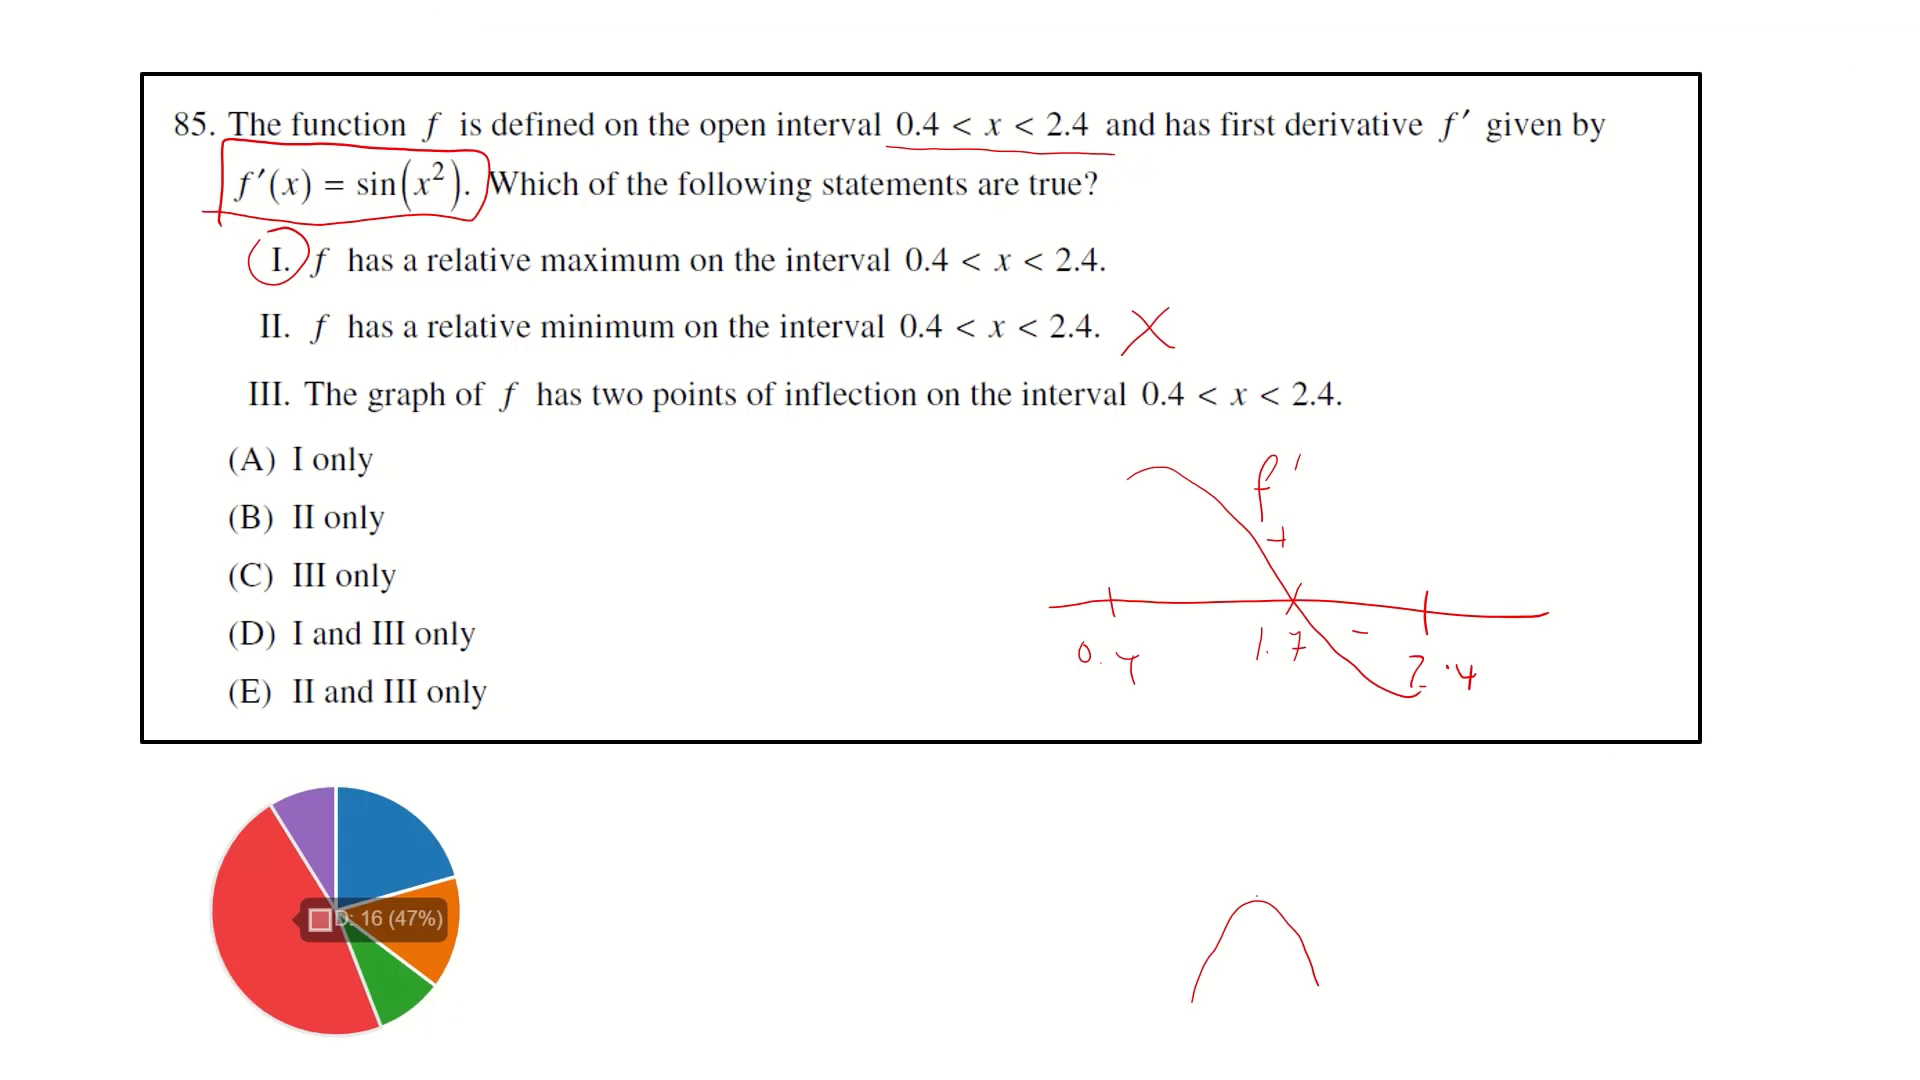 85. The function f is defined on the open interval 0.4 < x < 2.4 and has first derivative f′ given by
f′(x) = sin(x²). Which of the following statements are true?
I. f has a relative maximum on the interval 0.4 < x < 2.4.
II. f has a relative minimum on the interval 0.4 < x < 2.4. X
III. The graph of f has two points of inflection on the interval 0.4 < x < 2.4.
(A) I only
(B) II only
(C) III only
(D) I and III only
(E) II and III only
f′
+
-
0.4 1.7 2.4
D: 16 (47%)